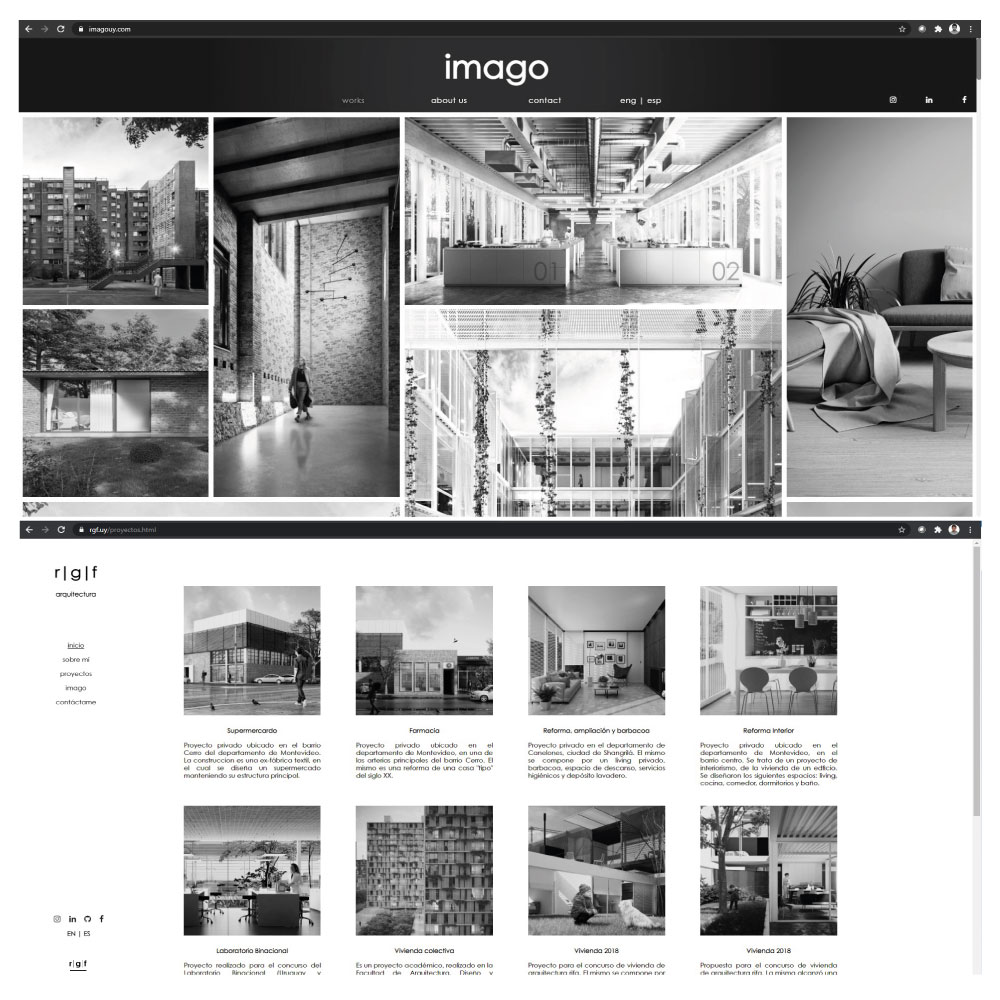 imagouy.com
imago
works about us contact eng | esp
01 02
rgf.uy/proyectos.html
r|g|f
arquitectura
inicio
sobre mí
proyectos
imago
contáctame
EN | ES
r|g|f
Supermercardo
Proyecto privado ubicado en el barrio
Cerro del departamento de Montevideo.
La construccion es una ex-fábrica textil, en
el cual se diseña un supermercado
manteniendo su estructura principal.
Farmacia
Proyecto privado ubicado en el
departamento de Montevideo, en una de
las arterias principales del barrio Cerro. El
mismo es una reforma de una casa "tipo"
del siglo XX.
Reforma, ampliación y barbacoa
Proyecto privado en el departamento de
Canelones, ciudad de Shangrilá. El mismo
se compone por un living privado,
barbacoa, espacio de descanso, servicios
higiénicos y depósito lavadero.
Reforma interior
Proyecto privado ubicado en el
departamento de Montevideo, en el
barrio centro. Se trata de un proyecto de
interiorismo, de la vivienda de un edficio.
Se diseñaron los siguientes espacios: living,
cocina, comedor, dormitorios y baño.
Laboratorio Binacional
Proyecto realizado para el concurso del
Laboratorio Binacional (Uruguay y
Vivienda colectiva
Es un proyecto académico, realizado en la
Facultad de Arquitectura, Diseño y
Vivienda 2018
Proyecto para el concurso de vivienda
de arquitectura rifa. El mismo se compone por
Vivienda 2018
Propuesta para el concurso de vivienda
de arquitectura rifa. La misma alcanzó una